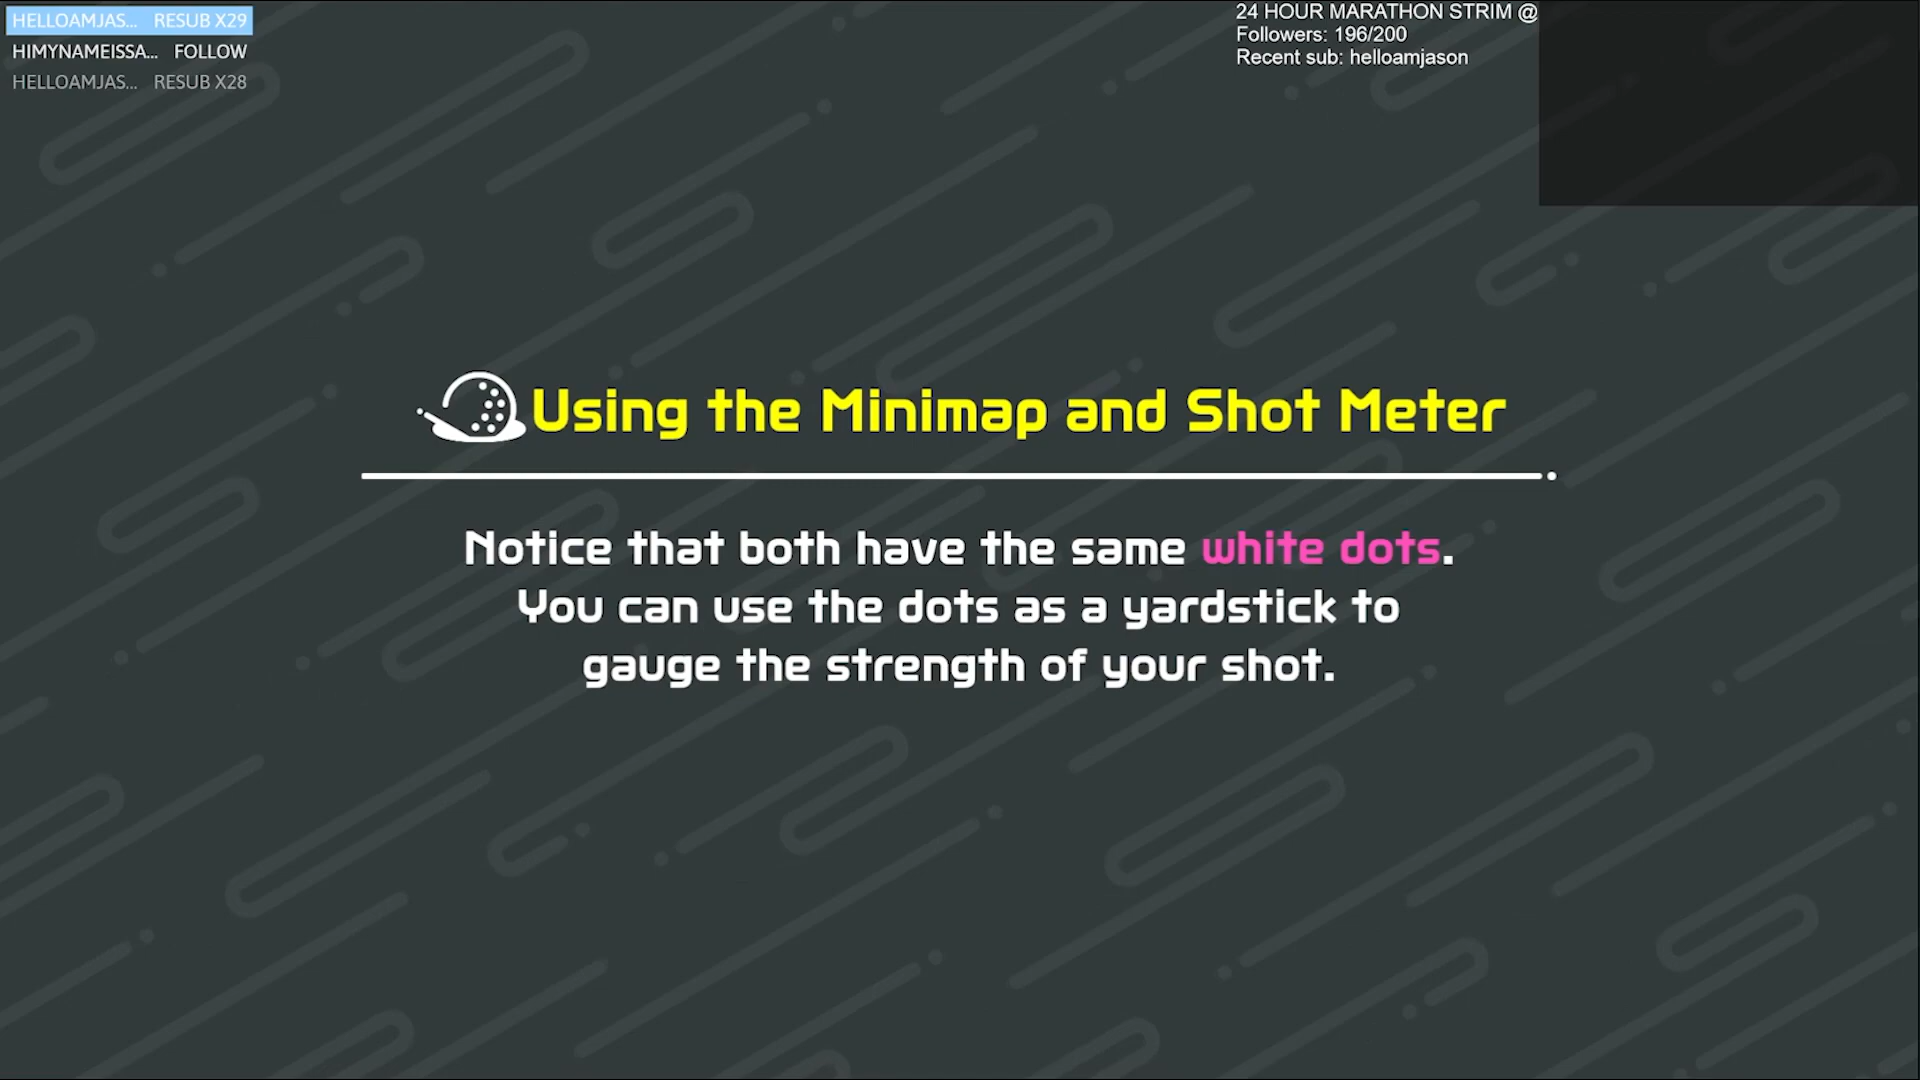 HELLOAMJAS... RESUB X29
HIMYNAMEISSA... FOLLOW
HELLOAMJAS... RESUB X28
24 HOUR MARATHON STRIM @
Followers: 196/200
Recent sub: helloamjason
Using the Minimap and Shot Meter
Notice that both have the same white dots.
You can use the dots as a yardstick to
gauge the strength of your shot.